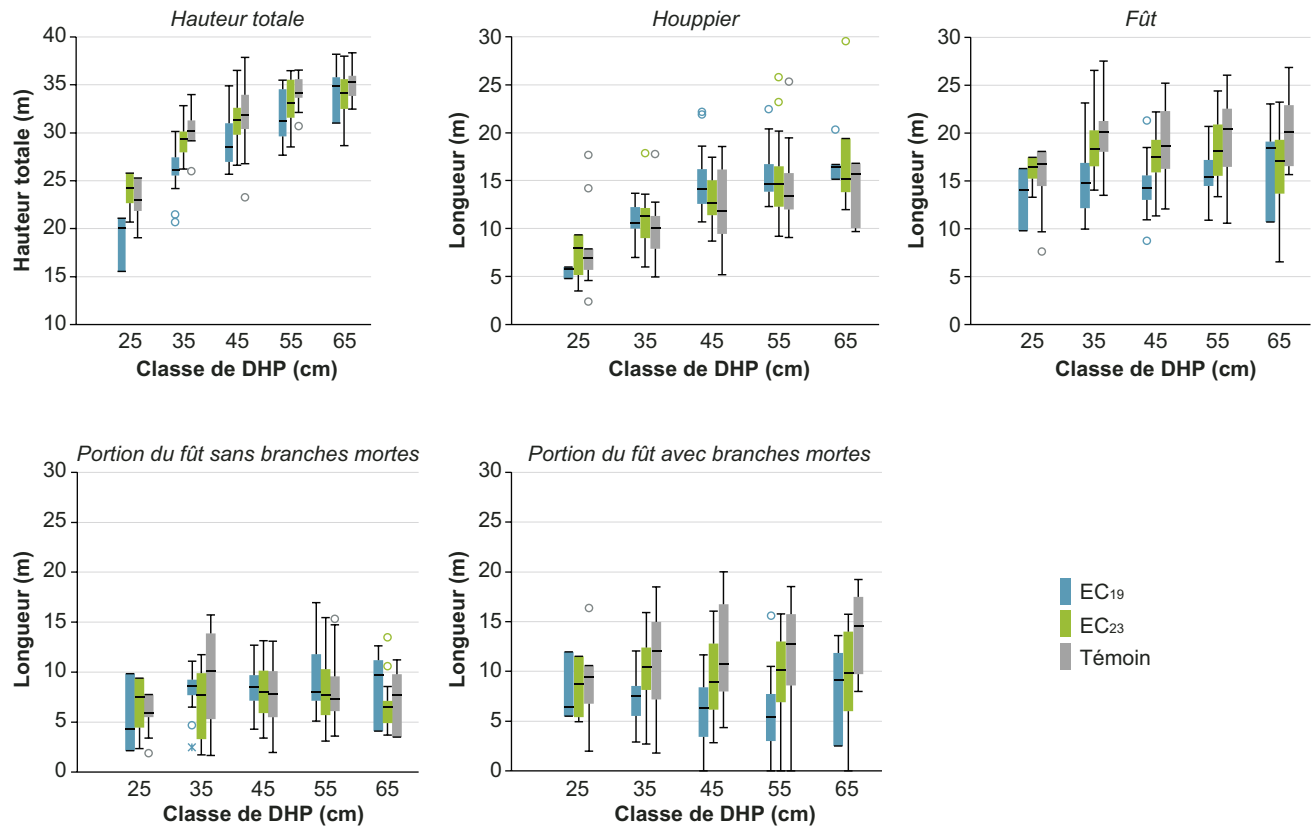 Hauteur totale
40
35
30
25
20
15
10
Hauteur totale (m)
25 35 45 55 65
Classe de DHP (cm)
Houppier
30
25
20
15
10
5
0
Longueur (m)
25 35 45 55 65
Classe de DHP (cm)
Fût
30
25
20
15
10
5
0
Longueur (m)
25 35 45 55 65
Classe de DHP (cm)
Portion du fût sans branches mortes
30
25
20
15
10
5
0
Longueur (m)
25 35 45 55 65
Classe de DHP (cm)
Portion du fût avec branches mortes
30
25
20
15
10
5
0
Longueur (m)
25 35 45 55 65
Classe de DHP (cm)
EC19
EC23
Témoin